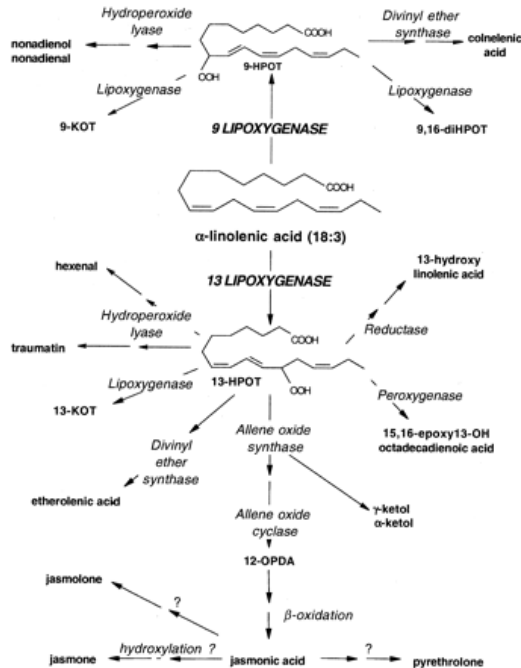 Hydroperoxide
lyase
COOH
Divinyl ether
synthase
nonadienol
nonadienal
colnelenic
acid
OOH
9-HPOT
Lipoxygenase
Lipoxygenase
9-KOT
9 LIPOXYGENASE
9,16-diHPOT
COOH
α-linolenic acid (18:3)
hexenal
13 LIPOXYGENASE
13-hydroxy
linolenic acid
Hydroperoxide
lyase
COOH
Reductase
traumatin
Lipoxygenase
13-HPOT
OOH
Peroxygenase
13-KOT
Divinyl
ether
synthase
Allene oxide
synthase
15,16-epoxy13-OH
octadecadienoic acid
etherolenic acid
γ-ketol
α-ketol
Allene oxide
cyclase
12-OPDA
jasmolone
?
β-oxidation
jasmone
hydroxylation ?
jasmonic acid
?
pyrethrolone